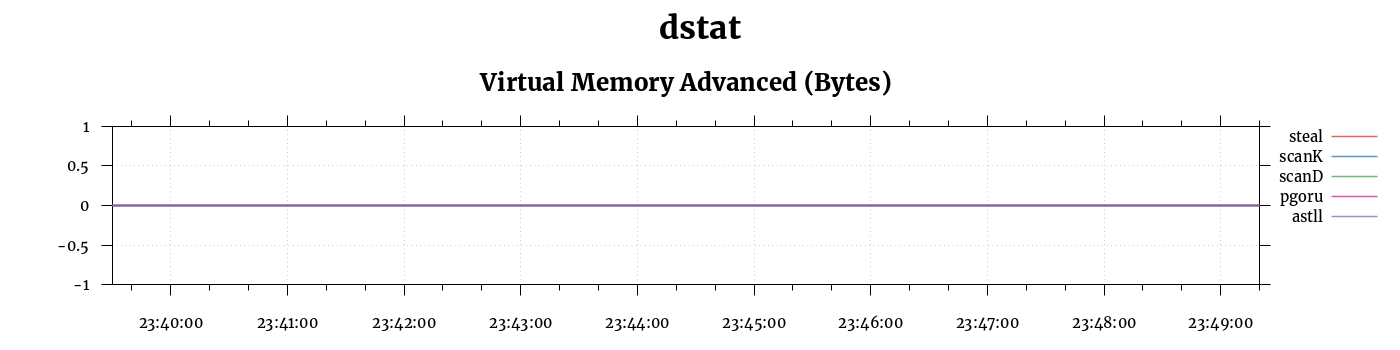 dstat
Virtual Memory Advanced (Bytes)
1
0.5
0
-0.5
-1
steal
scanK
scanD
pgoru
astll
23:40:00 23:41:00 23:42:00 23:43:00 23:44:00 23:45:00 23:46:00 23:47:00 23:48:00 23:49:00